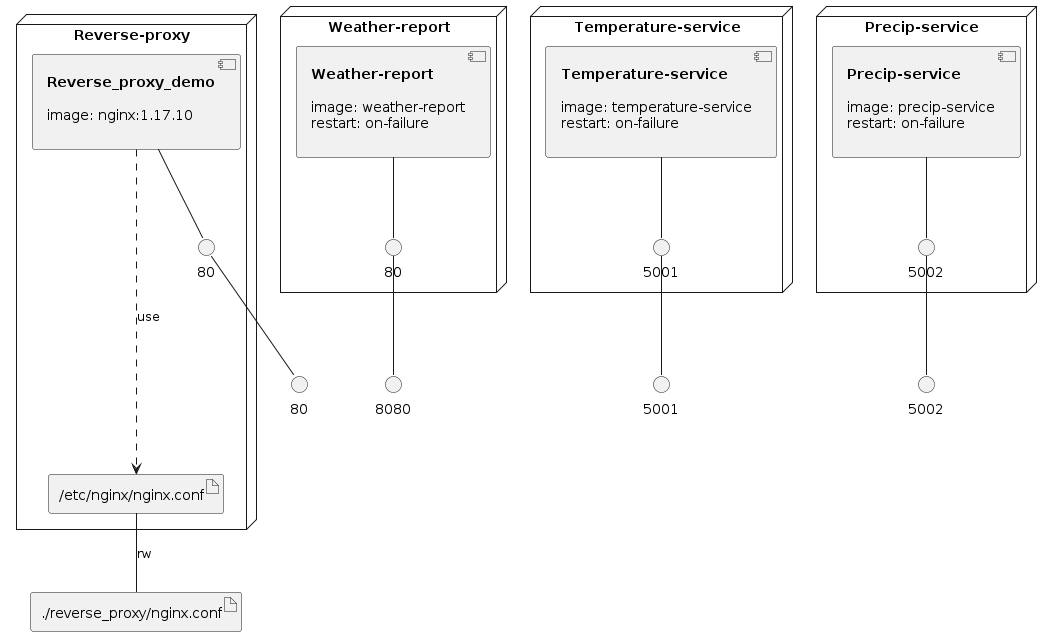 Reverse-proxy
Reverse_proxy_demo
image: nginx:1.17.10
80
use
80
/etc/nginx/nginx.conf
rw
./reverse_proxy/nginx.conf
Weather-report
Weather-report
image: weather-report
restart: on-failure
80
8080
Temperature-service
Temperature-service
image: temperature-service
restart: on-failure
5001
5001
Precip-service
Precip-service
image: precip-service
restart: on-failure
5002
5002